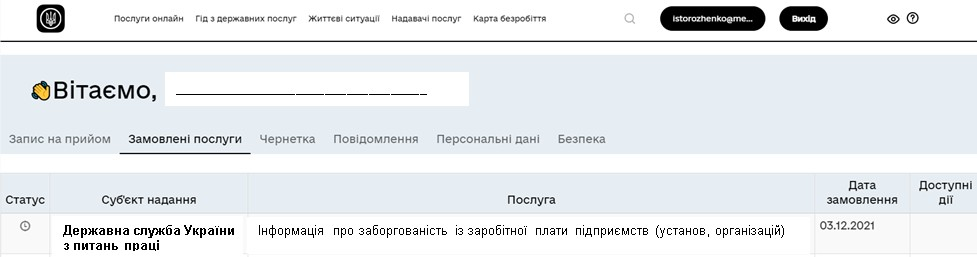 Послуги онлайн Гід з державних послуг Життєві ситуації Надавачі послуг Карта безробіття istorozhenko@me... Вихід
Вітаємо,
Запис на прийом Замовлені послуги Чернетка Повідомлення Персональні дані Безпека
Статус Суб'єкт надання Послуга Дата замовлення Доступні дії
Державна служба України з питань праці Інформація про заборгованість із заробітної плати підприємств (установ, організацій) 03.12.2021